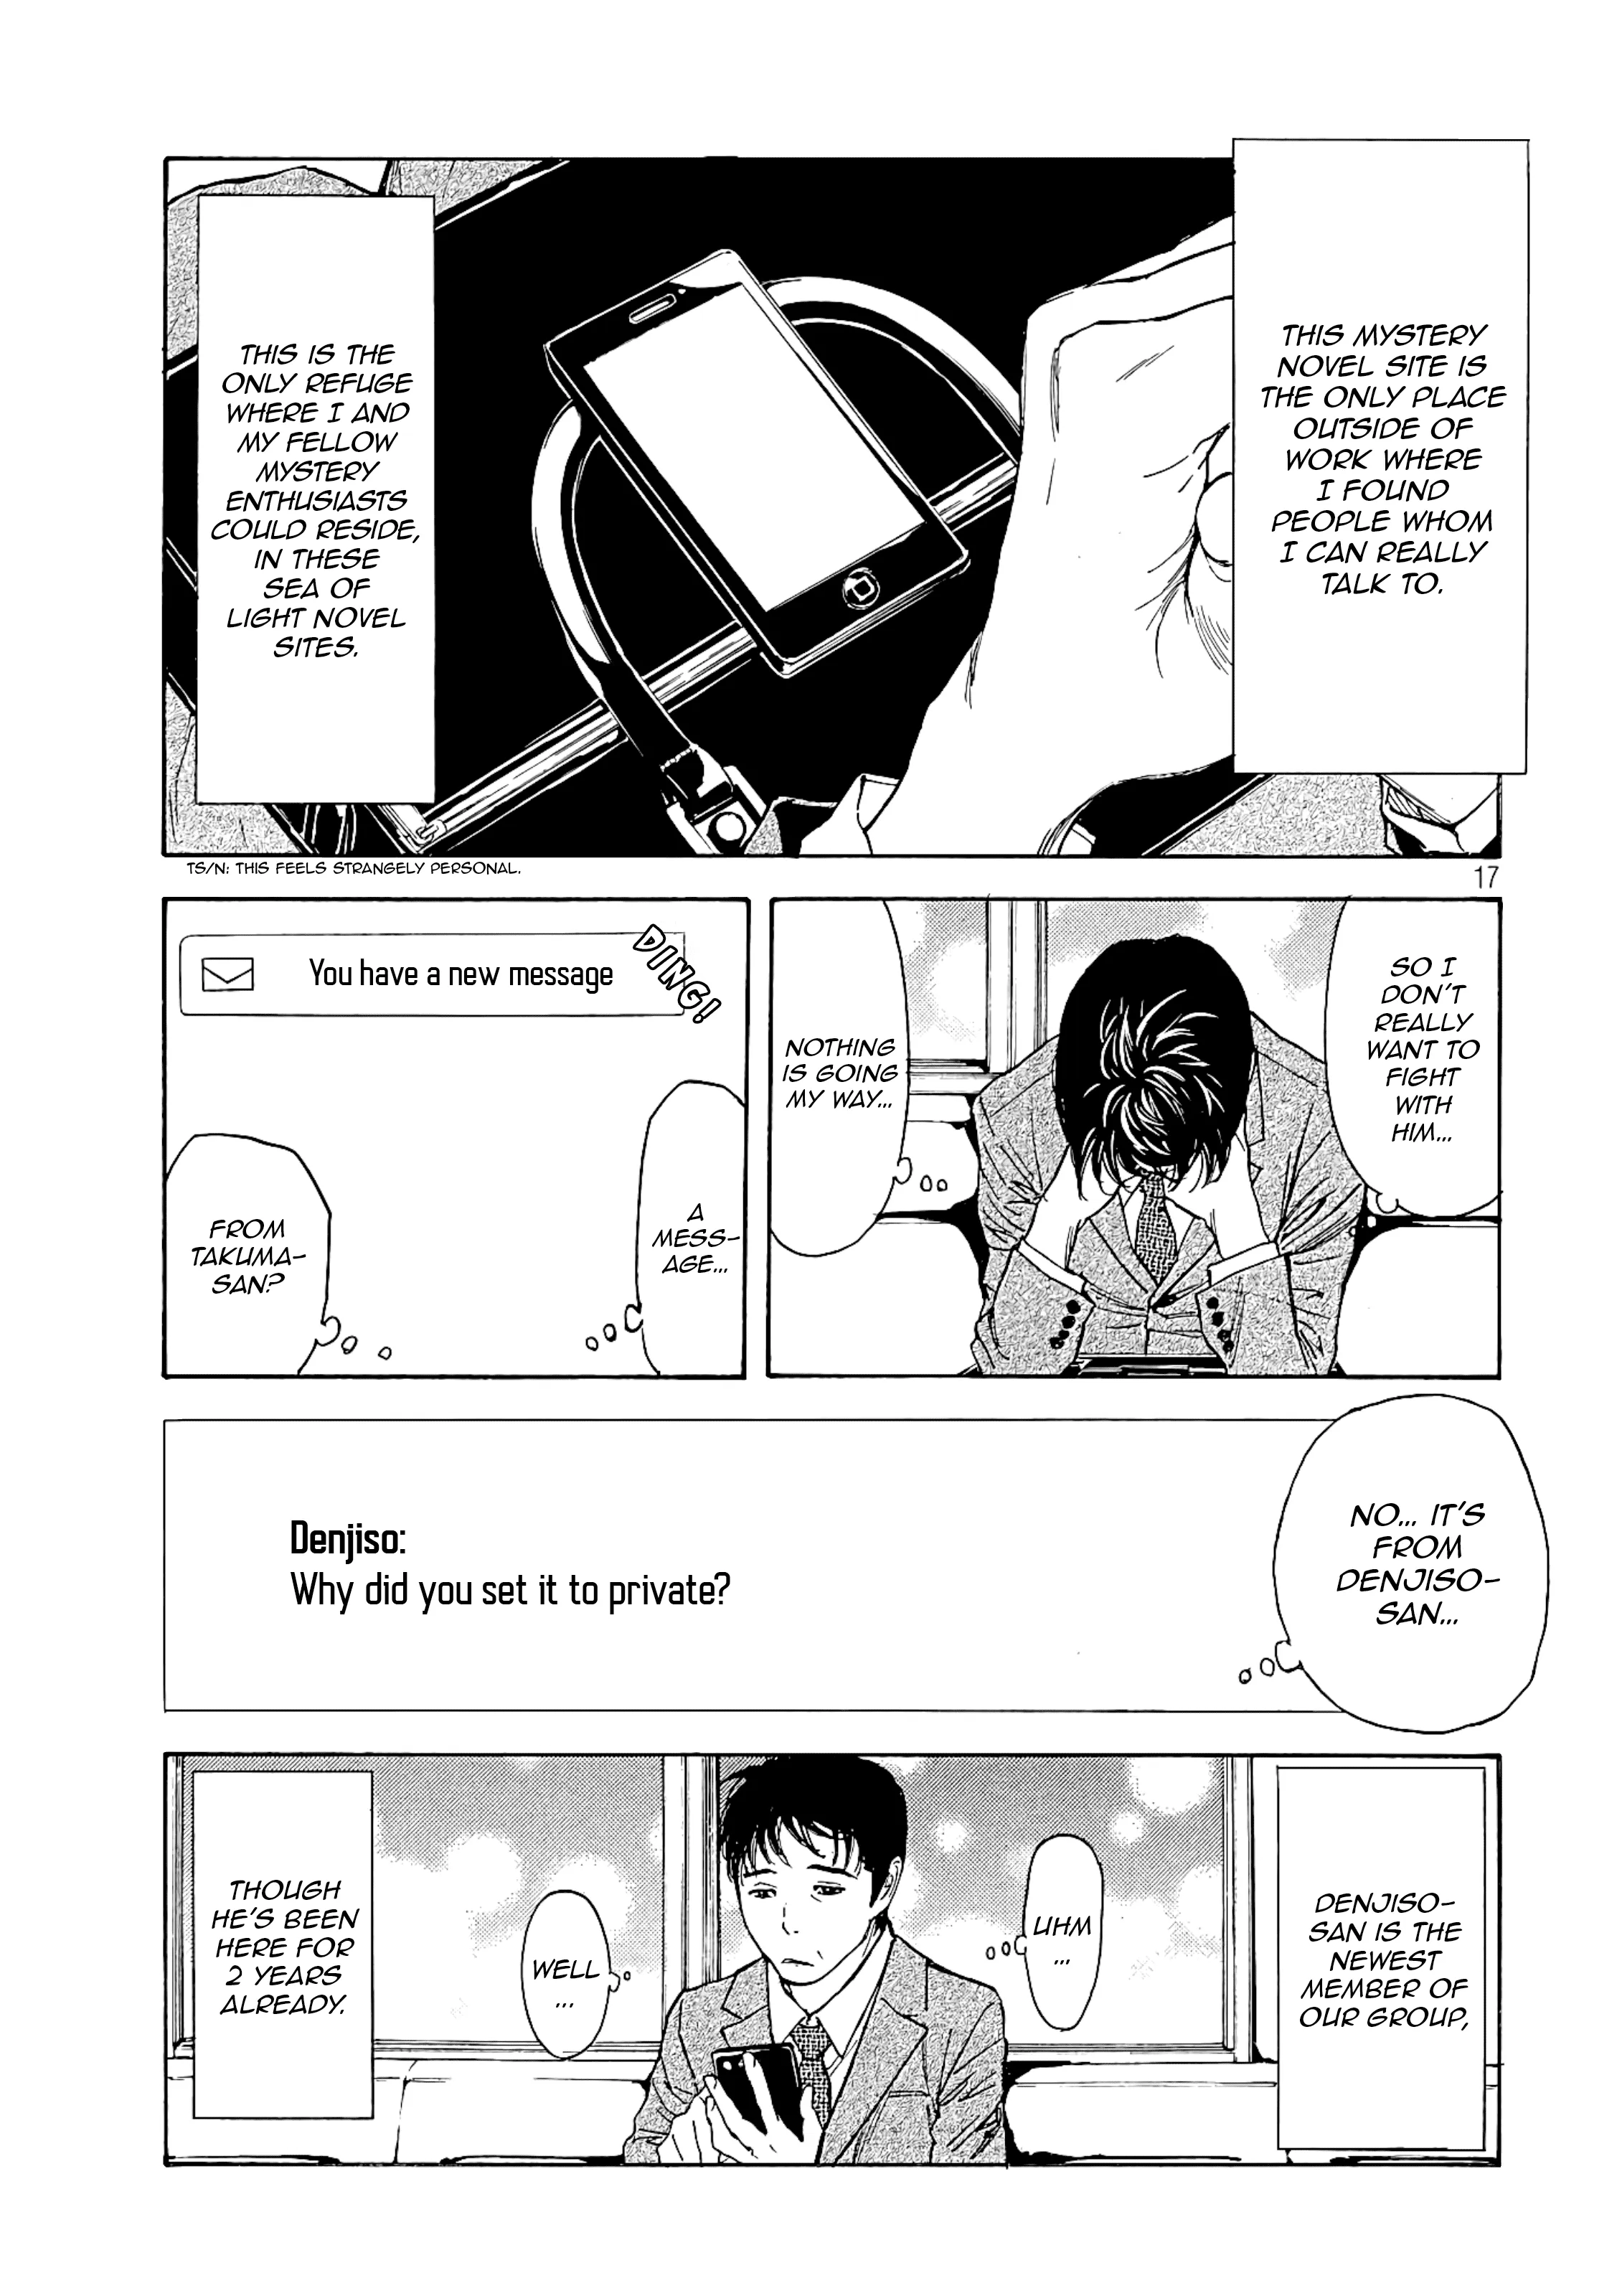 THIS MYSTERY
NOVEL SITE IS
THE ONLY PLACE
OUTSIDE OF
WORK WHERE
I FOUND
PEOPLE WHOM
I CAN REALLY
TALK TO.
THIS IS THE
ONLY REFUGE
WHERE I AND
MY FELLOW
MYSTERY
ENTHUSIASTS
COULD RESIDE,
IN THESE
SEA OF
LIGHT NOVEL
SITES.
TS/N: THIS FEELS STRANGELY PERSONAL.
17
SO I
DON'T
REALLY
WANT TO
FIGHT
WITH
HIM...
NOTHING
IS GOING
MY WAY...
DING!
You have a new message
A
MESS-
AGE...
FROM
TAKUMA-
SAN?
NO... IT'S
FROM
DENJISO-
SAN...
Denjiso:
Why did you set it to private?
DENJISO-
SAN IS THE
NEWEST
MEMBER OF
OUR GROUP,
UHM
...
WELL
...
THOUGH
HE'S BEEN
HERE FOR
2 YEARS
ALREADY.